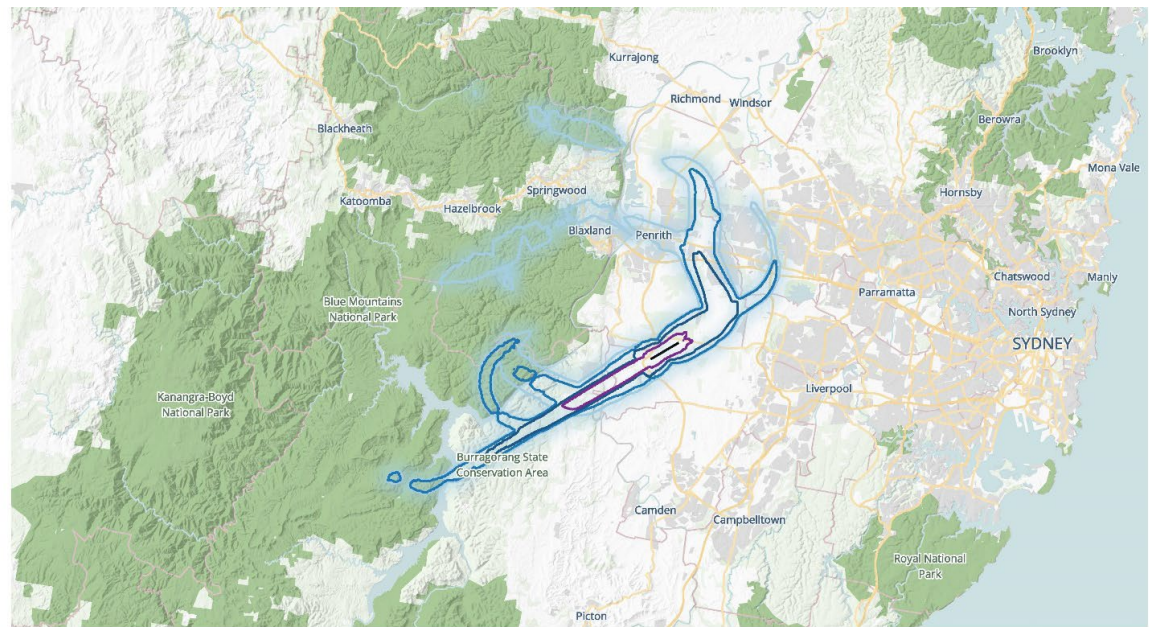 Brooklyn
Kurrajong
Richmond
Windsor
Berowra
Blackheath
Mona Vale
Springwood
Hornsby
Katoomba
Hazelbrook
Blaxland
Penrith
Chatswood
Manly
Parramatta
Blue Mountains
National Park
North Sydney
SYDNEY
Liverpool
Kanangra-Boyd
National Park
Burragorang State
Conservation Area
Camden
Campbelltown
Royal National
Park
Picton